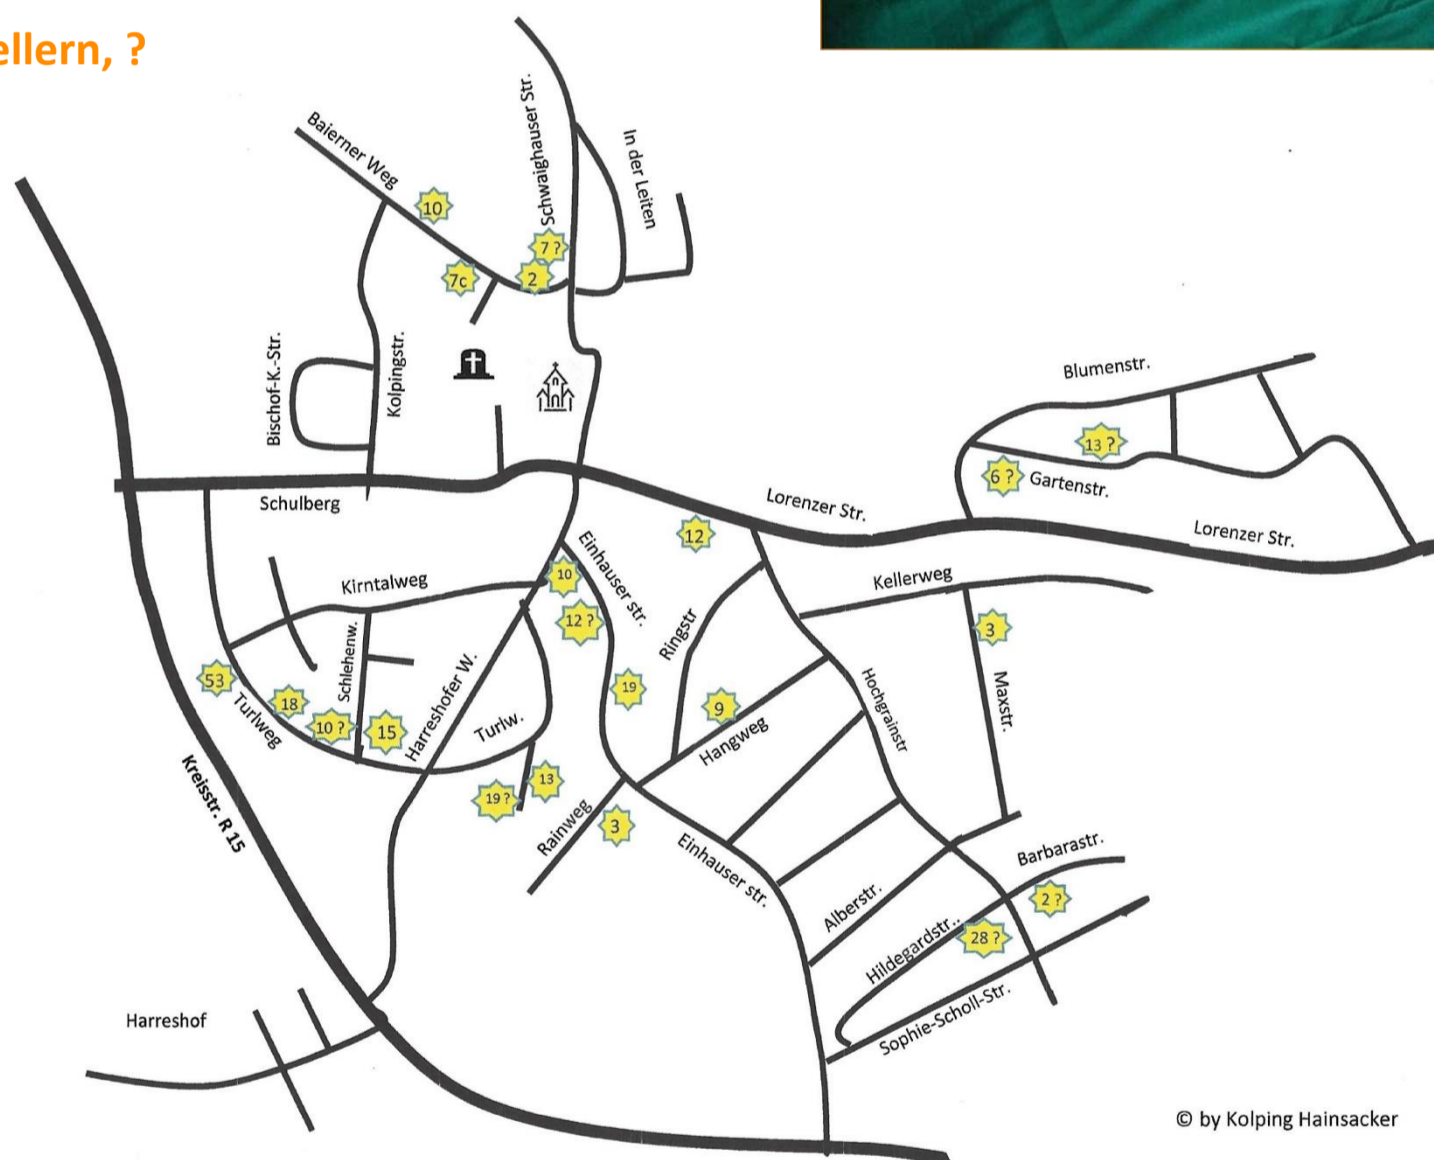 ellern, ?
Baierner Weg
Schwaighauser Str.
In der Leiten
10
7 ?
7c
2
Bischof-K.-Str.
Kolpingstr.
Blumenstr.
13 ?
6 ?
Gartenstr.
Schulberg
Lorenzer Str.
Lorenzer Str.
12
Einhauser str.
Kirntalweg
10
Kellerweg
12 ?
Ringstr
3
Schlehenw.
Harreshofer W.
53
Turlweg
18
10 ?
15
Turlw.
19
9
Hangweg
Hochgrainstr
Maxstr.
Kreisstr. R 15
19 ?
13
Rainweg
3
Einhauser str.
Barbarastr.
Alberstr.
2 ?
Hildegardstr..
28 ?
Sophie-Scholl-Str.
Harreshof
© by Kolping Hainsacker